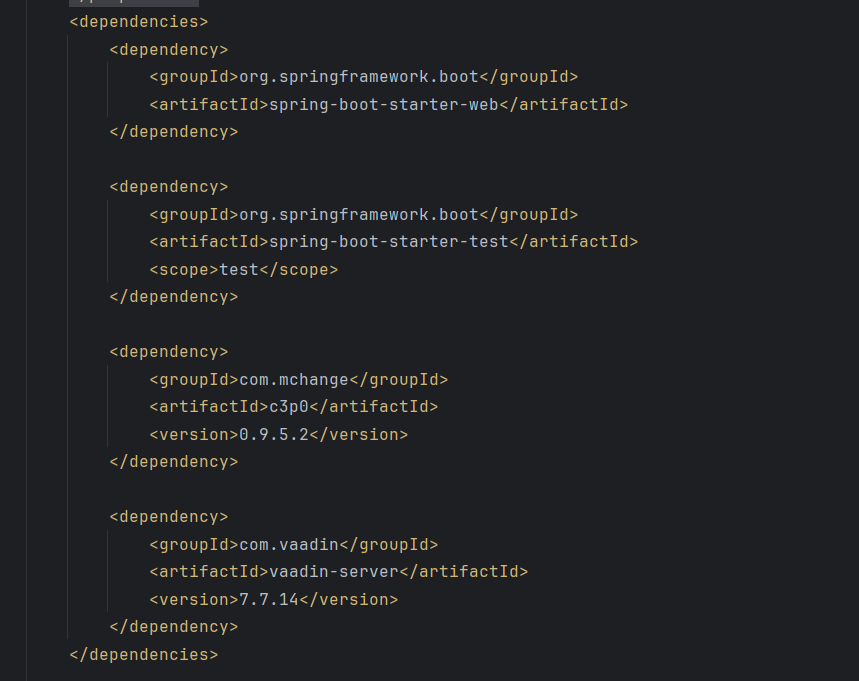 <dependencies>
<dependency>
<groupId>org.springframework.boot</groupId>
<artifactId>spring-boot-starter-web</artifactId>
</dependency>
<dependency>
<groupId>org.springframework.boot</groupId>
<artifactId>spring-boot-starter-test</artifactId>
<scope>test</scope>
</dependency>
<dependency>
<groupId>com.mchange</groupId>
<artifactId>c3p0</artifactId>
<version>0.9.5.2</version>
</dependency>
<dependency>
<groupId>com.vaadin</groupId>
<artifactId>vaadin-server</artifactId>
<version>7.7.14</version>
</dependency>
</dependencies>